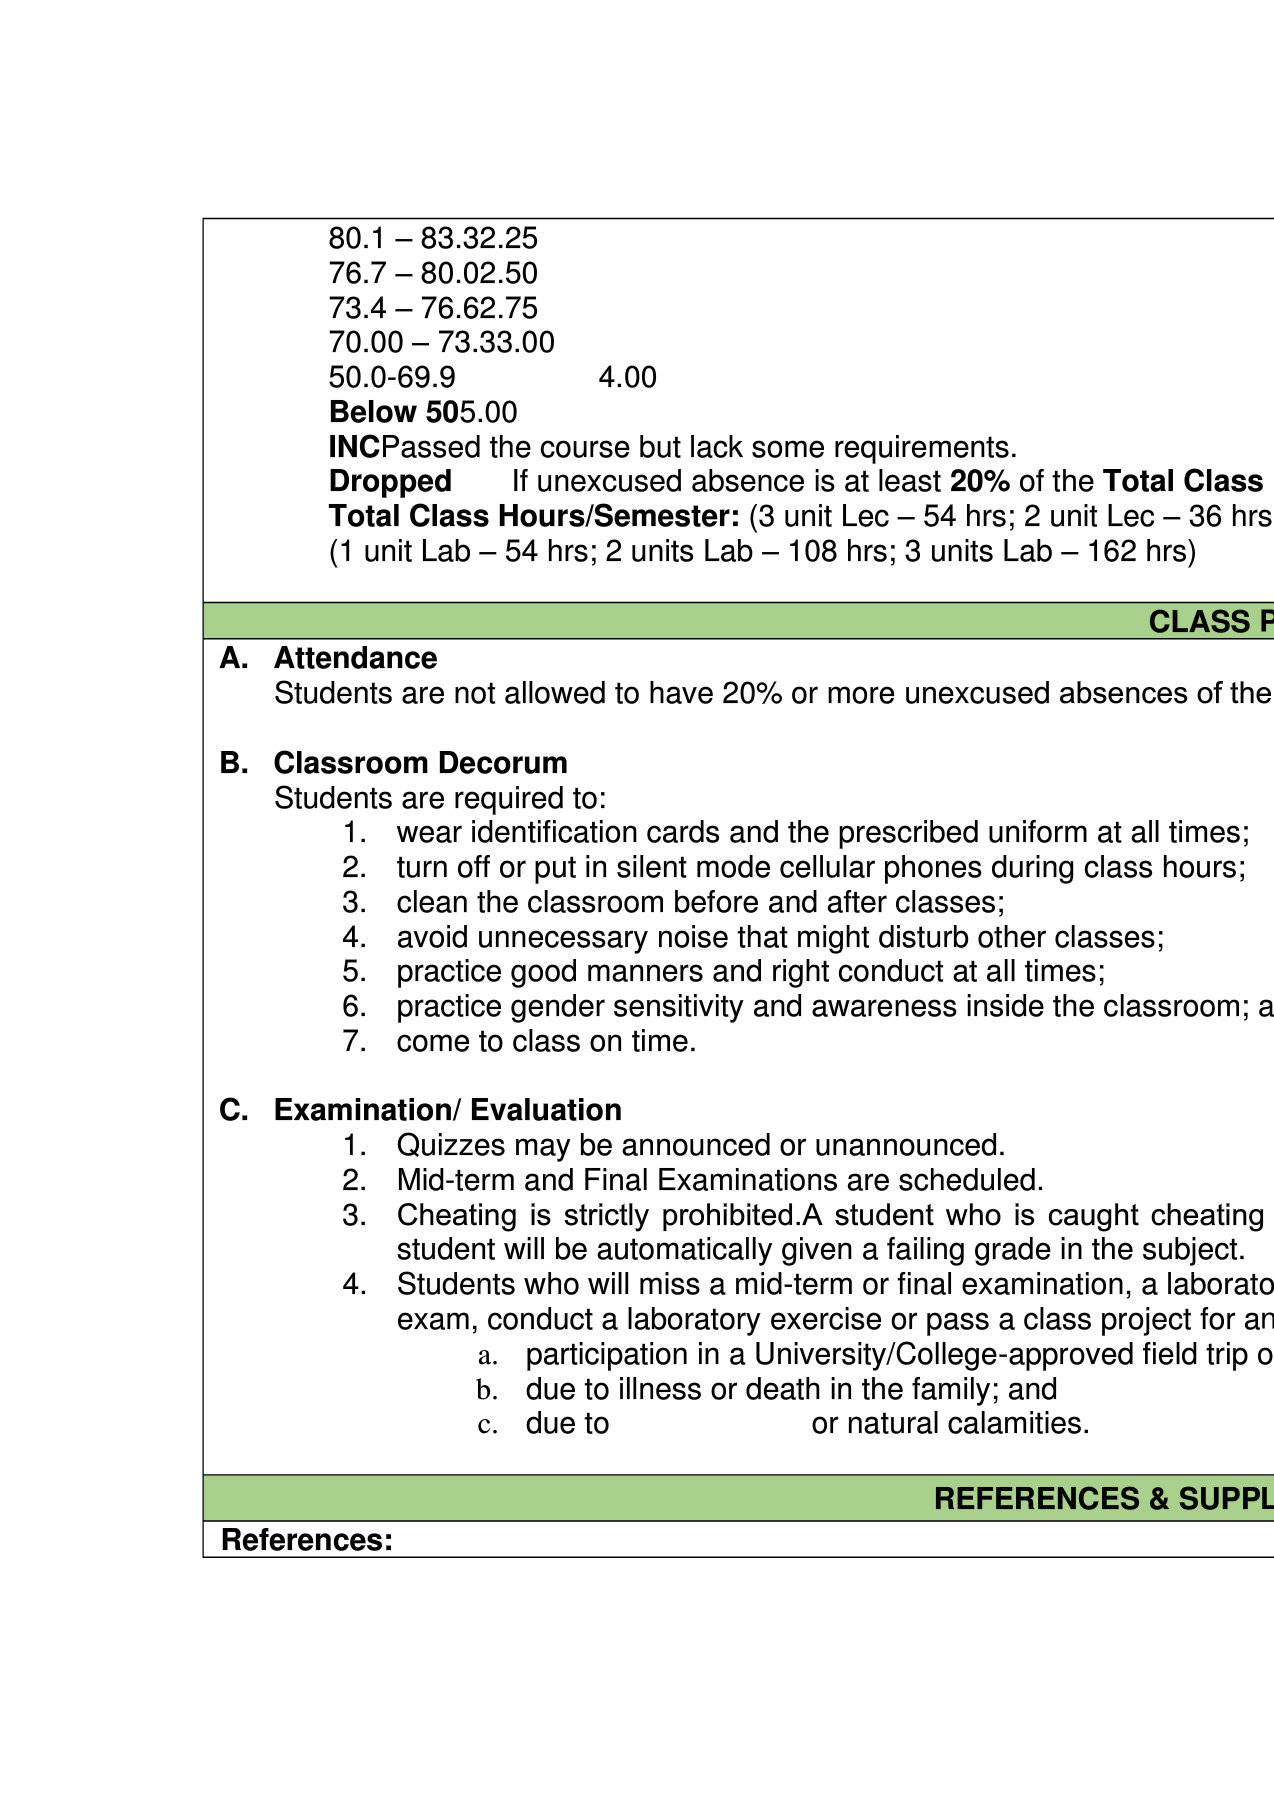 80.1 – 83.32.25
76.7 – 80.02.50
73.4 – 76.62.75
70.00 – 73.33.00
50.0-69.9 4.00
Below 505.00
INCPassed the course but lack some requirements.
Dropped If unexcused absence is at least 20% of the Total Class
Total Class Hours/Semester: (3 unit Lec – 54 hrs; 2 unit Lec – 36 hrs
(1 unit Lab – 54 hrs; 2 units Lab – 108 hrs; 3 units Lab – 162 hrs)
CLASS P
A. Attendance
Students are not allowed to have 20% or more unexcused absences of the
B. Classroom Decorum
Students are required to:
1. wear identification cards and the prescribed uniform at all times;
2. turn off or put in silent mode cellular phones during class hours;
3. clean the classroom before and after classes;
4. avoid unnecessary noise that might disturb other classes;
5. practice good manners and right conduct at all times;
6. practice gender sensitivity and awareness inside the classroom; a
7. come to class on time.
C. Examination/ Evaluation
1. Quizzes may be announced or unannounced.
2. Mid-term and Final Examinations are scheduled.
3. Cheating is strictly prohibited.A student who is caught cheating
student will be automatically given a failing grade in the subject.
4. Students who will miss a mid-term or final examination, a laborato
exam, conduct a laboratory exercise or pass a class project for an
a. participation in a University/College-approved field trip o
b. due to illness or death in the family; and
c. due to or natural calamities.
REFERENCES & SUPPL
References: